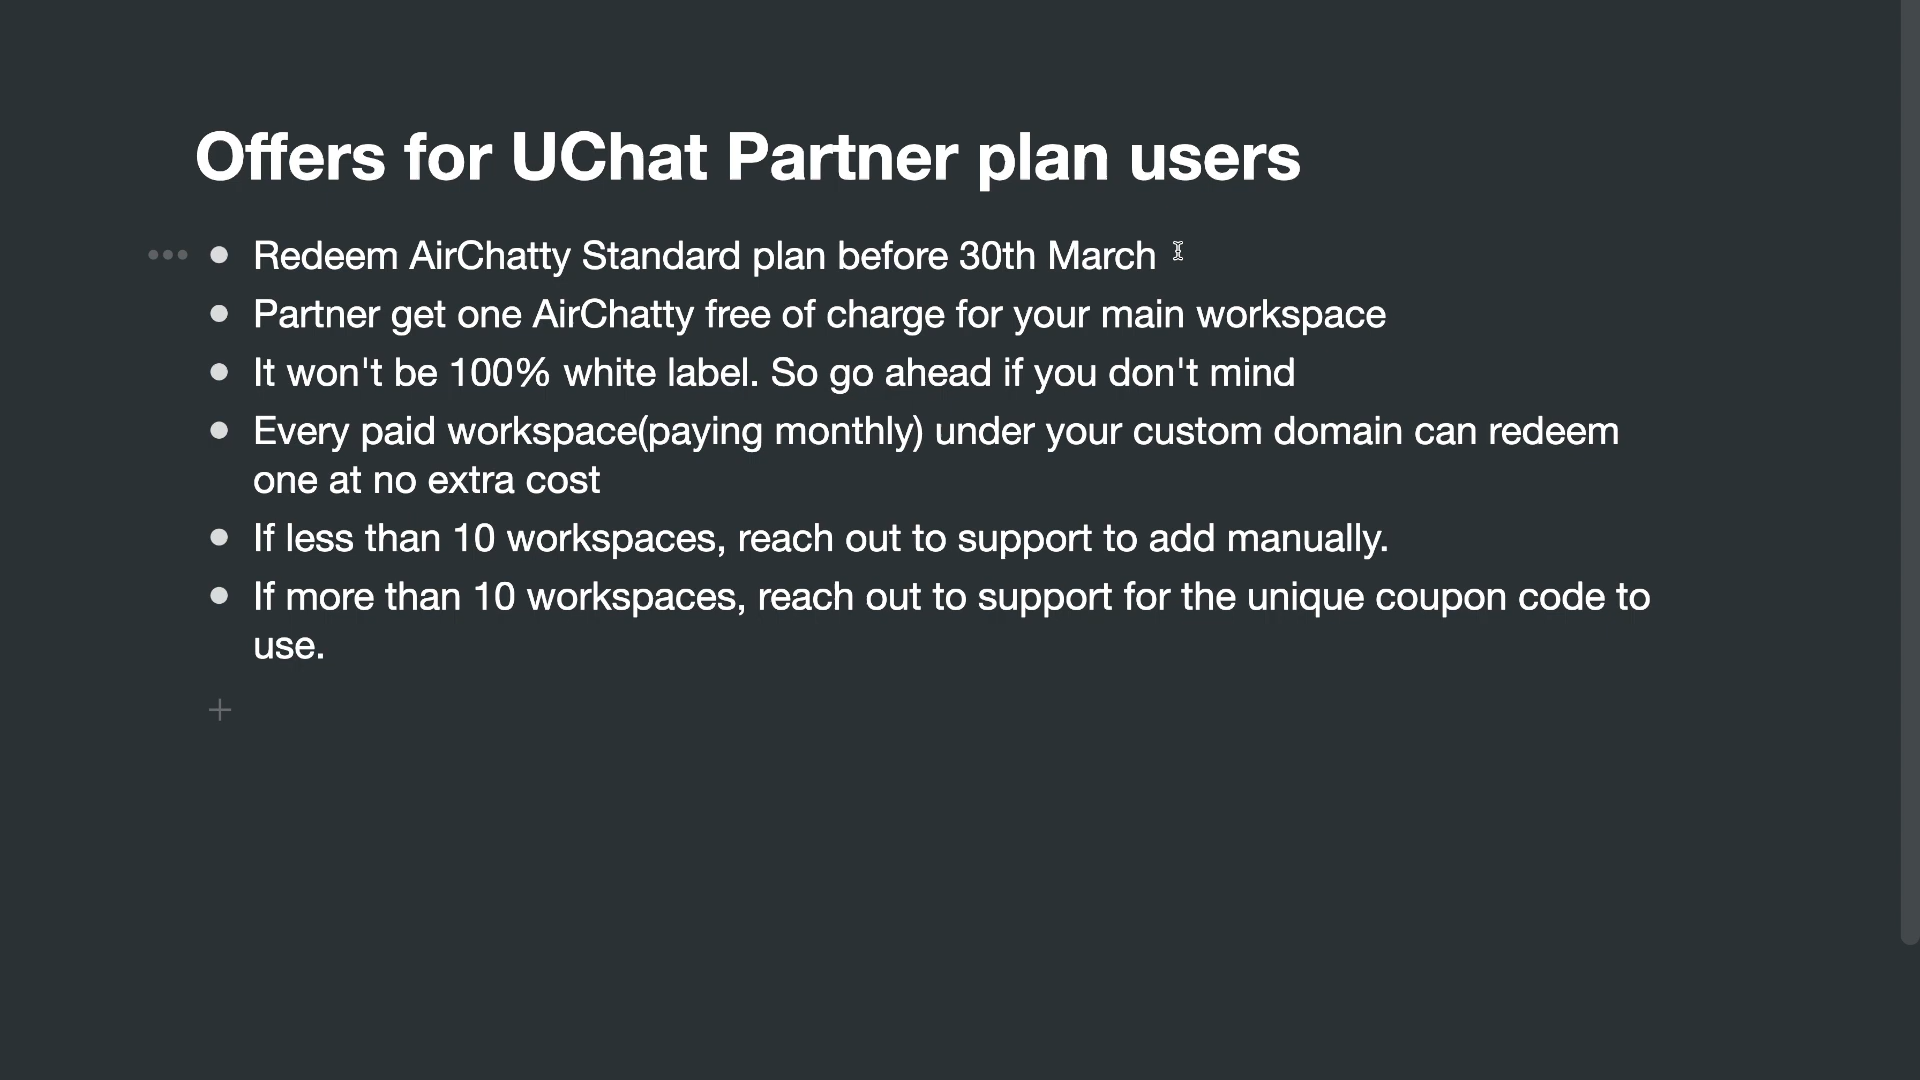 Offers for UChat Partner plan users
Redeem AirChatty Standard plan before 30th March
Partner get one AirChatty free of charge for your main workspace
It won't be 100% white label. So go ahead if you don't mind
Every paid workspace(paying monthly) under your custom domain can redeem
one at no extra cost
If less than 10 workspaces, reach out to support to add manually.
If more than 10 workspaces, reach out to support for the unique coupon code to
use.